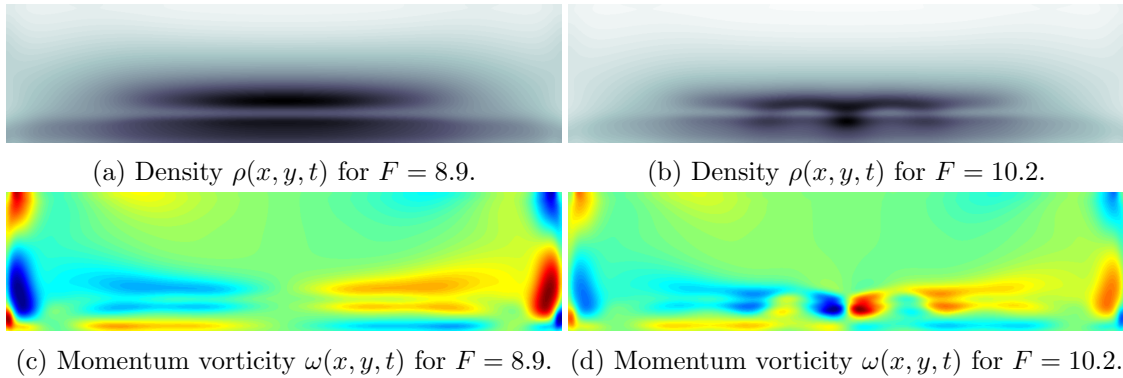 (a) Density ρ(x, y, t) for F = 8.9.
(b) Density ρ(x, y, t) for F = 10.2.
(c) Momentum vorticity ω(x, y, t) for F = 8.9.
(d) Momentum vorticity ω(x, y, t) for F = 10.2.